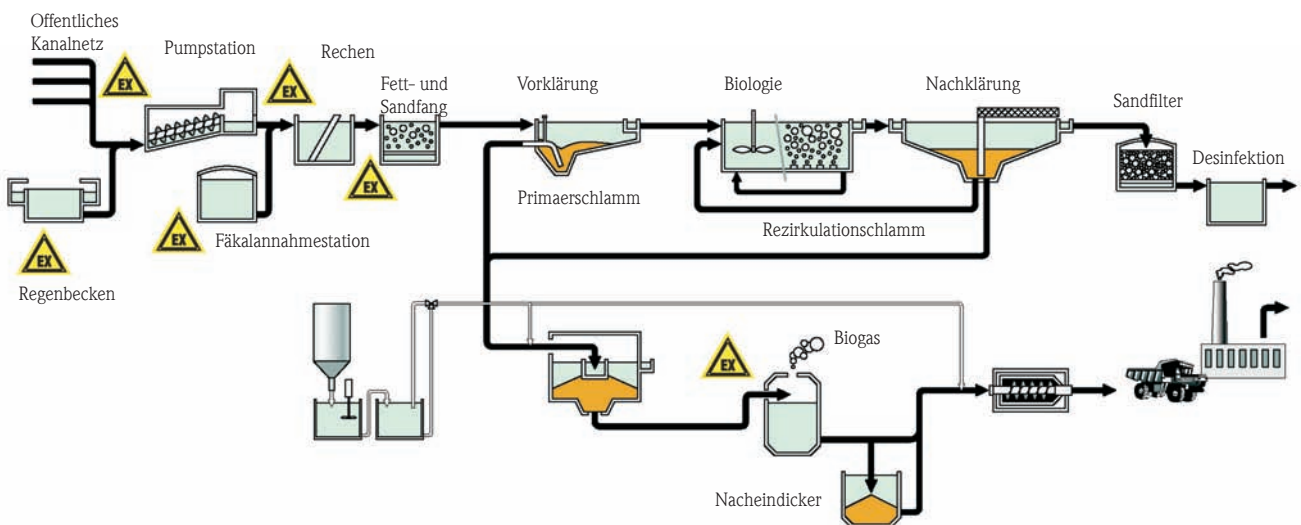 Offentliches
Kanalnetz
Pumpstation
Rechen
Fett- und
Sandfang
Vorklärung
Biologie
Nachklärung
Sandfilter
Desinfektion
EX
EX
EX
EX
EX
Primaerschlamm
Rezirkulationschlamm
Fäkalannahmestation
Regenbecken
EX
Biogas
Nacheindicker